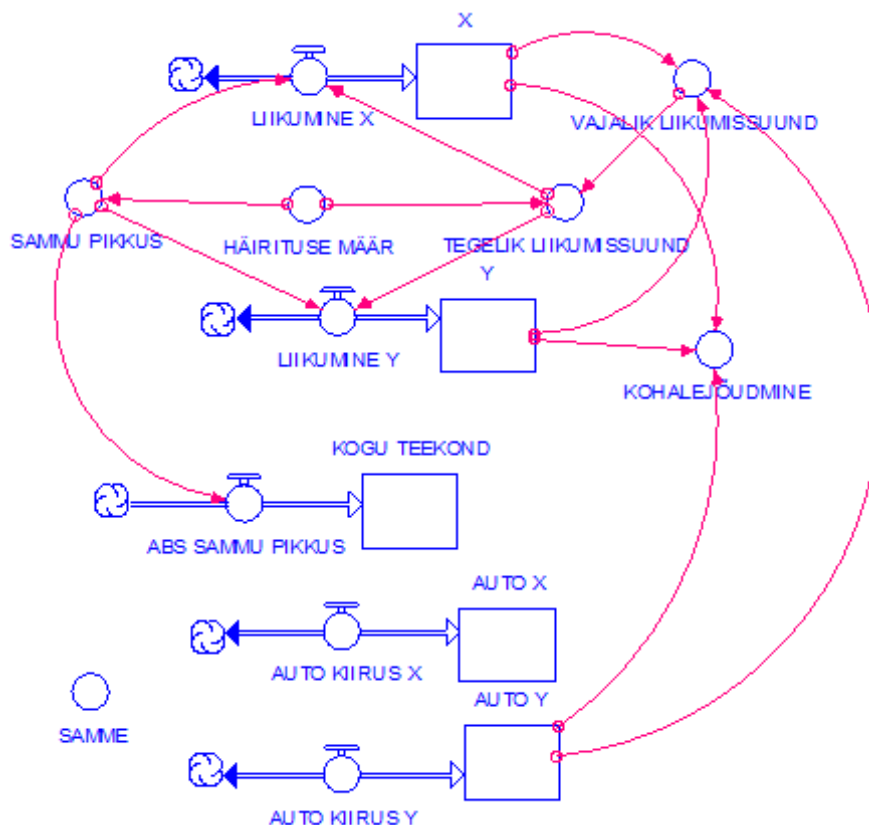 X
LIIKUMINE X
VAJALIK LIIKUMISSUUND
SAMMU PIKKUS
HÄIRITUSE MÄÄR
TEGELIK LIIKUMISSUUND
Y
LIIKUMINE Y
KOHALEJÕUDMINE
KOGU TEEKOND
ABS SAMMU PIKKUS
AUTO X
AUTO KIIRUS X
AUTO Y
SAMME
AUTO KIIRUS Y